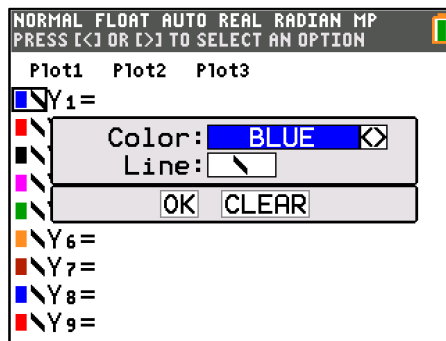 NORMAL FLOAT AUTO REAL RADIAN MP
PRESS [<] OR [>] TO SELECT AN OPTION
Plot1 Plot2 Plot3
Y1=
Color: BLUE <>
Line:
OK CLEAR
Y6=
Y7=
Y8=
Y9=